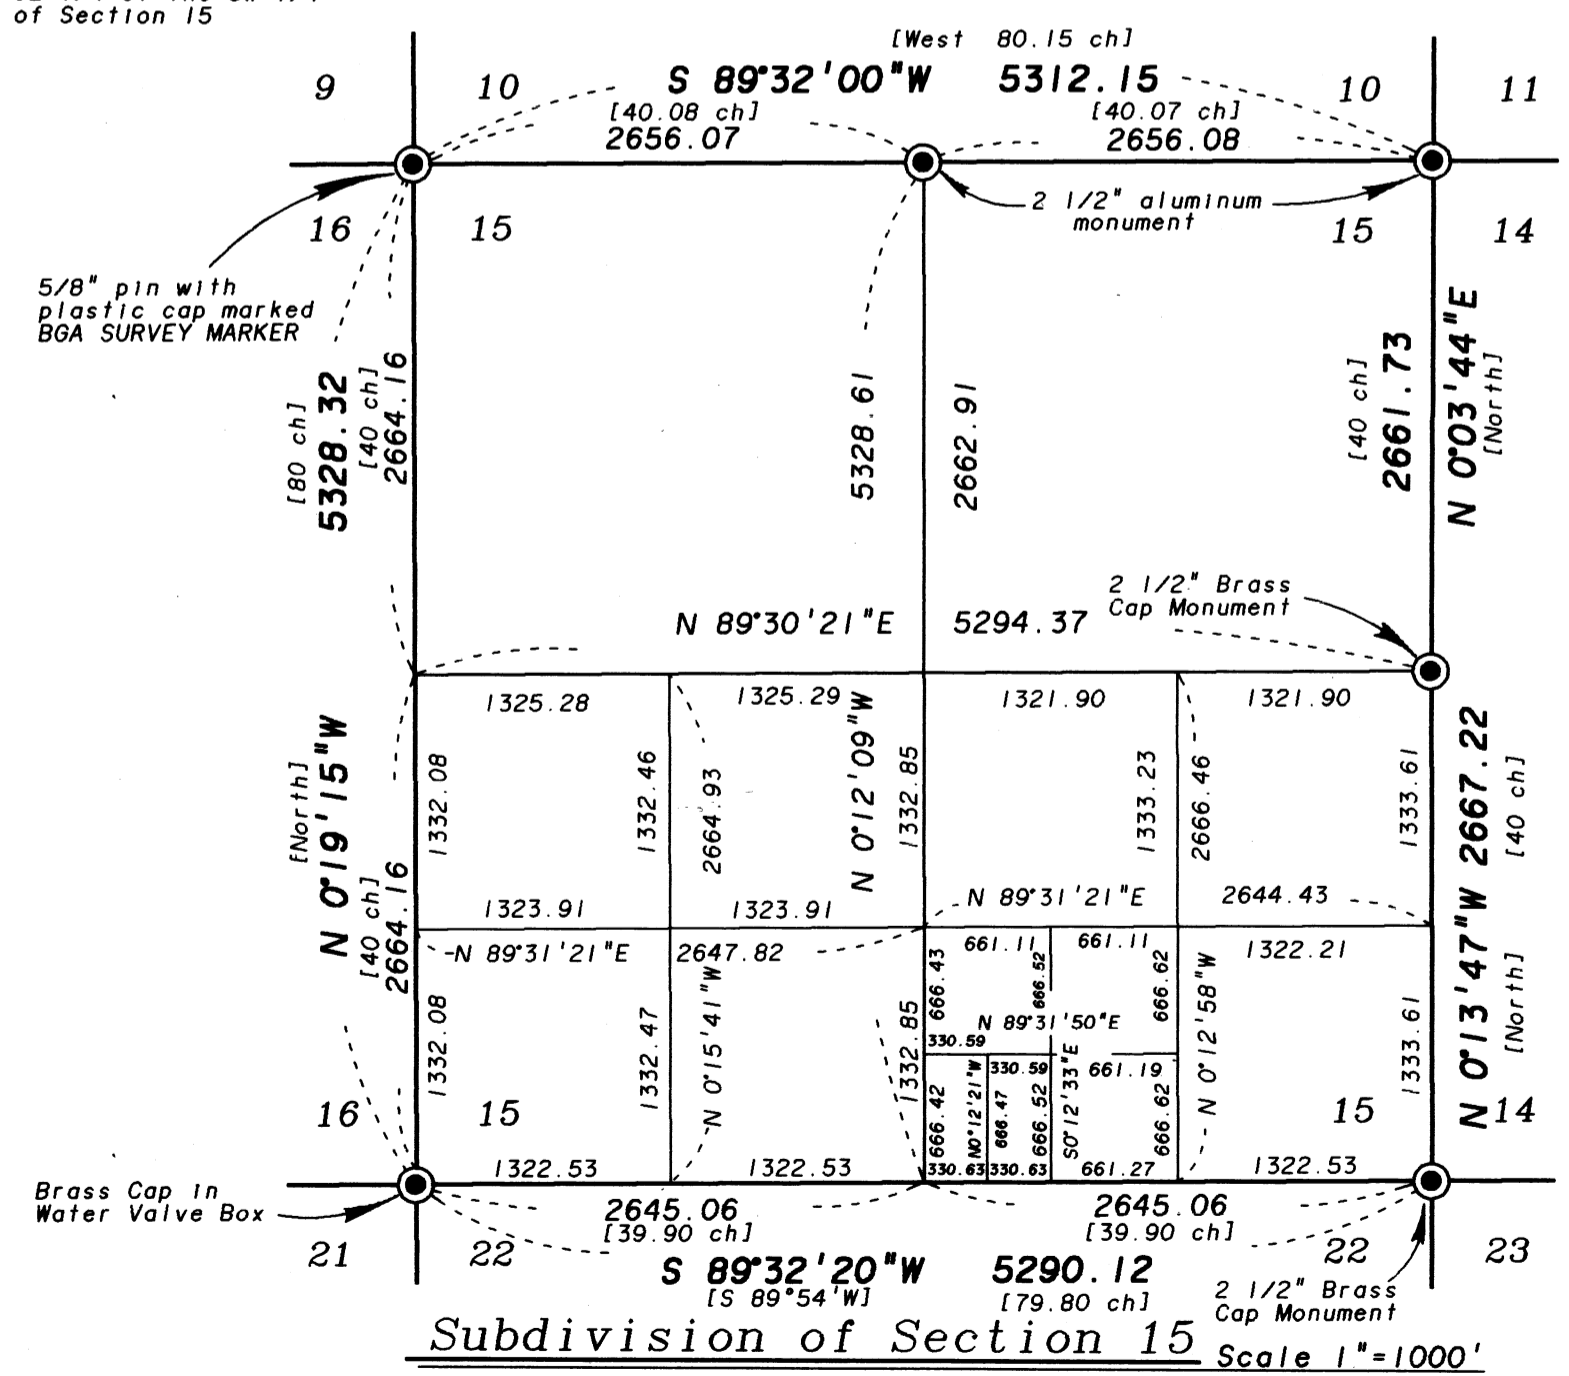 of Section 15
[West 80.15 ch]
S 89°32'00"W 5312.15
9 10 10 11
[40.08 ch] [40.07 ch]
2656.07 2656.08
2 1/2" aluminum
monument
16 15 15 14
5/8" pin with
plastic cap marked
BGA SURVEY MARKER
[80 ch]
5328.32
[40 ch]
2664.16
5328.61
2662.91
[40 ch]
2661.73
N 0°03'44"E
[North]
2 1/2" Brass
Cap Monument
N 89°30'21"E 5294.37
1325.28 1325.29 1321.90 1321.90
[North]
N 0°19'15"W
[40 ch]
2664.16
1332.08
1332.46
2664.93
N 0°12'09"W
1332.85
1333.23
2666.46
1333.61
N 0°13'47"W 2667.22
[40 ch]
[North]
1323.91 1323.91 N 89°31'21"E 2644.43
N 89°31'21"E 2647.82 661.11 661.11 1322.21
666.43
666.52
666.62
N 0°12'58"W
N 89°31'50"E
330.59
1332.08
1332.47
N 0°15'41"W
1332.85
330.59 661.19
666.42
N0°12'21"W
666.47
666.52
S0°12'33"E
666.62
1333.61
16 15 15 14
1322.53 1322.53 330.63 330.63 661.27 1322.53
Brass Cap in
Water Valve Box
2645.06 2645.06
[39.90 ch] [39.90 ch]
21 22 22 23
S 89°32'20"W 5290.12
[S 89°54'W] [79.80 ch]
2 1/2" Brass
Cap Monument
Subdivision of Section 15
Scale 1"=1000'